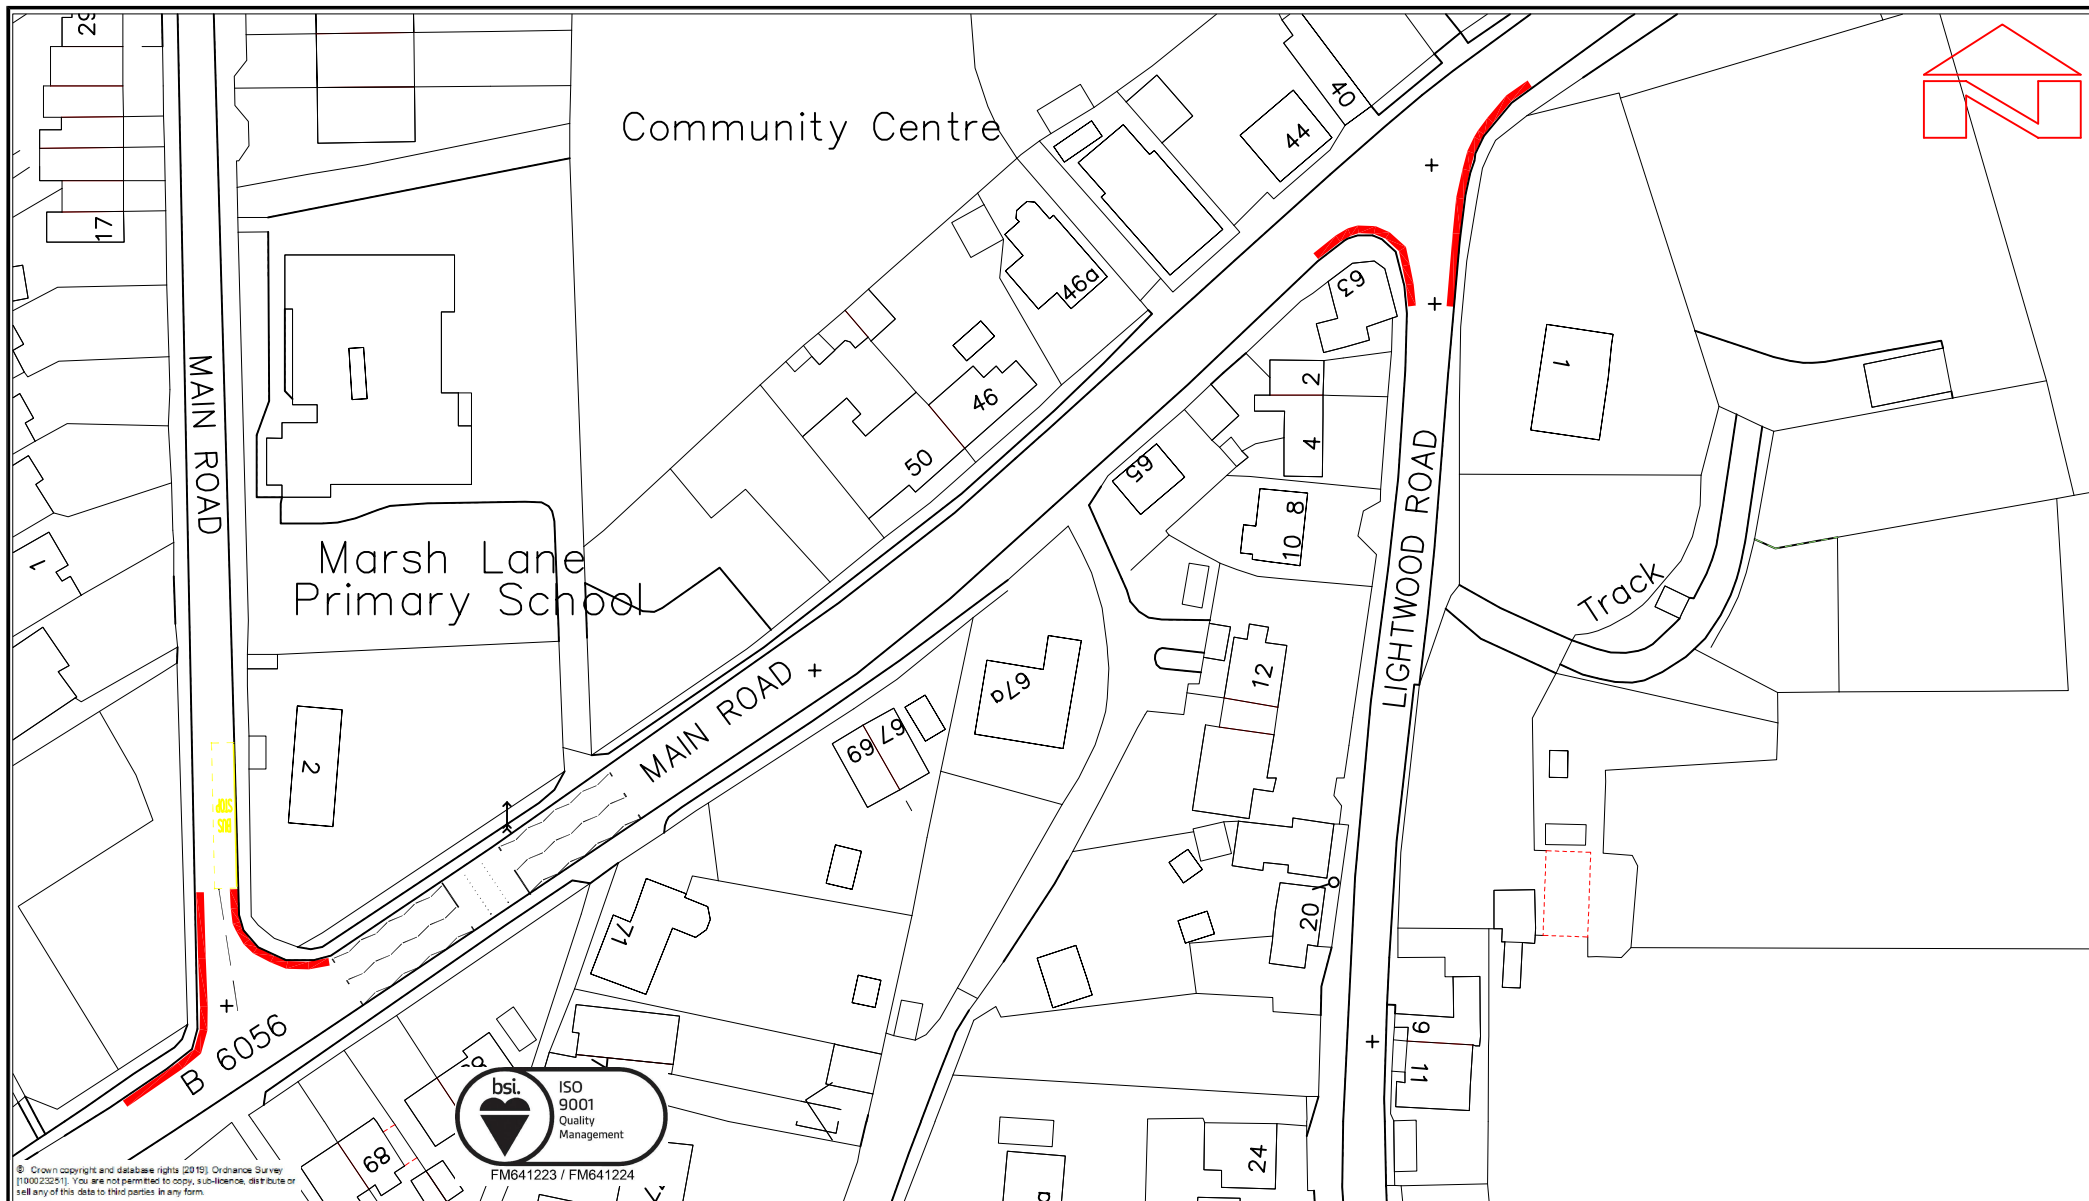 29
Community Centre
40
44
17
46a
63
MAIN ROAD
46
2
1
50
4
65
LIGHTWOOD ROAD
8
10
Marsh Lane
Primary School
1
Track
12
67a
MAIN ROAD
67
69
2
BUS
STOP
71
20
B 6056
9
11
68
24
bsi.
ISO
9001
Quality
Management
FM641223 / FM641224
© Crown copyright and database rights [2019] Ordnance Survey
[100023251]. You are not permitted to copy, sub-licence, distribute or
sell any of this data to third parties in any form.